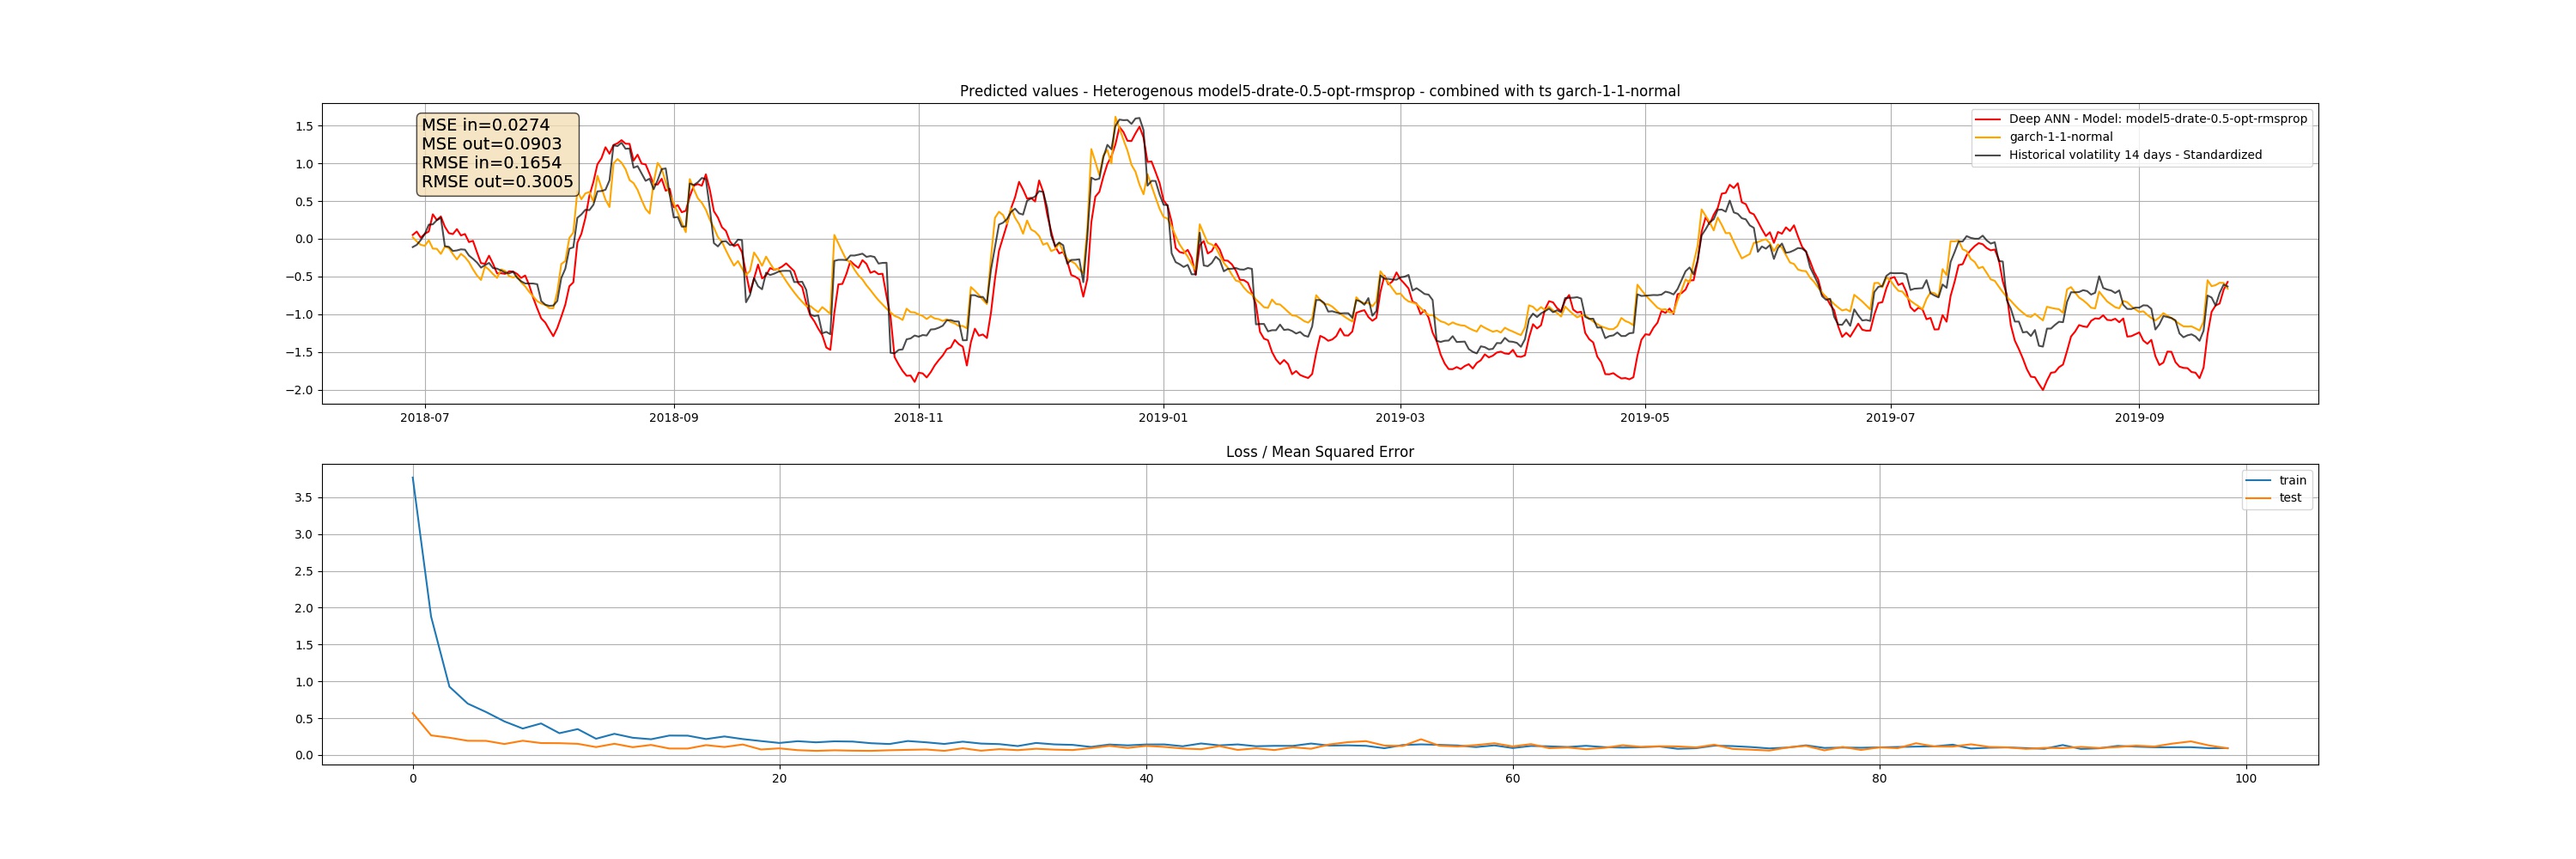 Predicted values - Heterogenous model5-drate-0.5-opt-rmsprop - combined with ts garch-1-1-normal
MSE in=0.0274
MSE out=0.0903
RMSE in=0.1654
RMSE out=0.3005
Deep ANN - Model: model5-drate-0.5-opt-rmsprop
garch-1-1-normal
Historical volatility 14 days - Standardized
1.5
1.0
0.5
0.0
−0.5
−1.0
−1.5
−2.0
2018-07 2018-09 2018-11 2019-01 2019-03 2019-05 2019-07 2019-09
Loss / Mean Squared Error
train
test
3.5
3.0
2.5
2.0
1.5
1.0
0.5
0.0
0 20 40 60 80 100